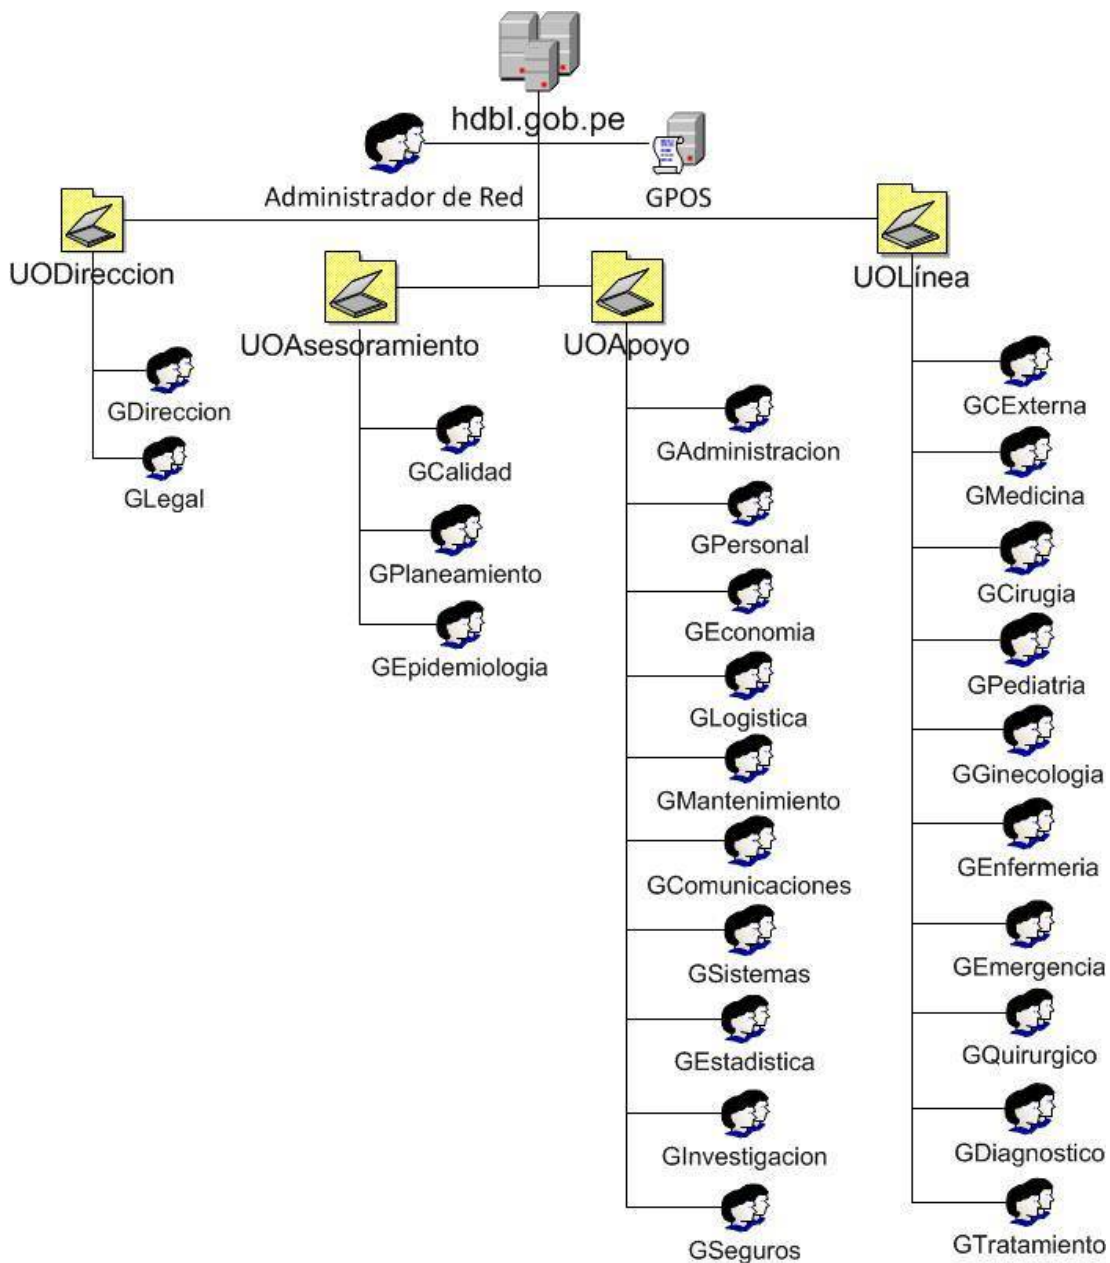 hdbl.gob.pe
Administrador de Red
GPOS
UODireccion
GDireccion
GLegal
UOAsesoramiento
GCalidad
GPlaneamiento
GEpidemiologia
UOApoyo
GAdministracion
GPersonal
GEconomia
GLogistica
GMantenimiento
GComunicaciones
GSistemas
GEstadistica
GInvestigacion
GSeguros
UOLínea
GCExterna
GMedicina
GCirugia
GPediatria
GGinecologia
GEnfermeria
GEmergencia
GQuirurgico
GDiagnostico
GTratamiento